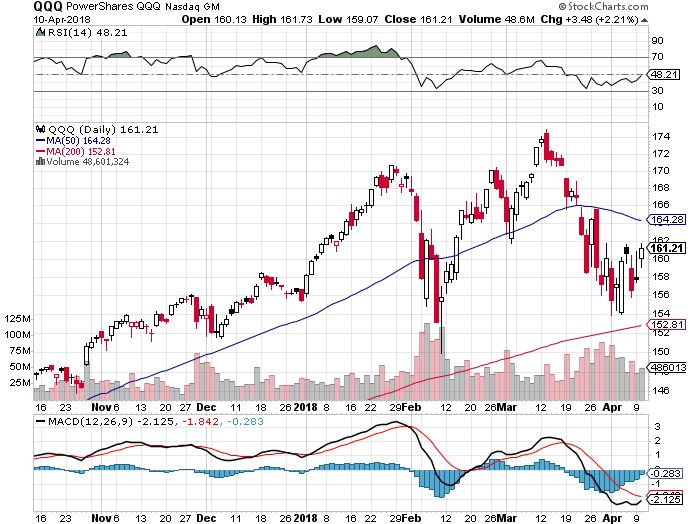 QQQ PowerShares QQQ Nasdaq GM © StockCharts.com
10-Apr-2018 Open 160.13 High 161.73 Low 159.07 Close 161.21 Volume 48.6M Chg +3.48 (+2.21%)
RSI(14) 48.21
90
70
50
48.21
30
10
QQQ (Daily) 161.21
MA(50) 164.28
MA(200) 152.81
Volume 48,601,324
174
172
170
168
166
164.28
162
161.21
160
158
156
154
152.81
150
148
146
125M
100M
75M
50M
25M
16 23 Nov 6 13 20 27 Dec 11 18 26 2018 8 16 22 29 Feb 12 20 26 Mar 12 19 26 Apr 9
MACD(12,26,9) -2.125, -1.842, -0.283
3
2
1
0
-0.283
-1
-2.125
16 23 Nov 6 13 20 27 Dec 11 18 26 2018 8 16 22 29 Feb 12 20 26 Mar 12 19 26 Apr 9